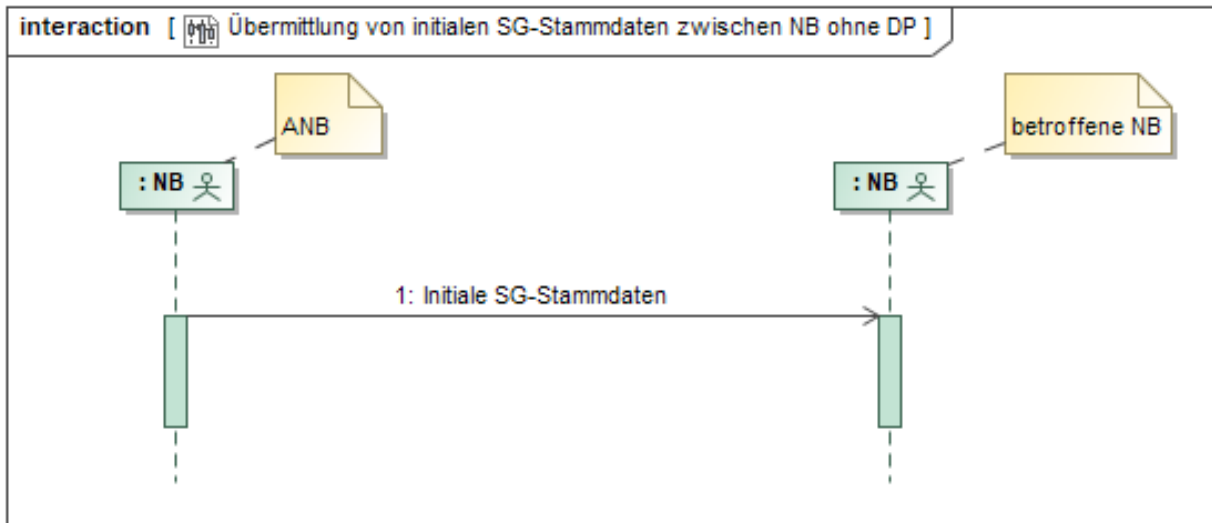 interaction [ Übermittlung von initialen SG-Stammdaten zwischen NB ohne DP ]
ANB
betroffene NB
: NB
: NB
1: Initiale SG-Stammdaten